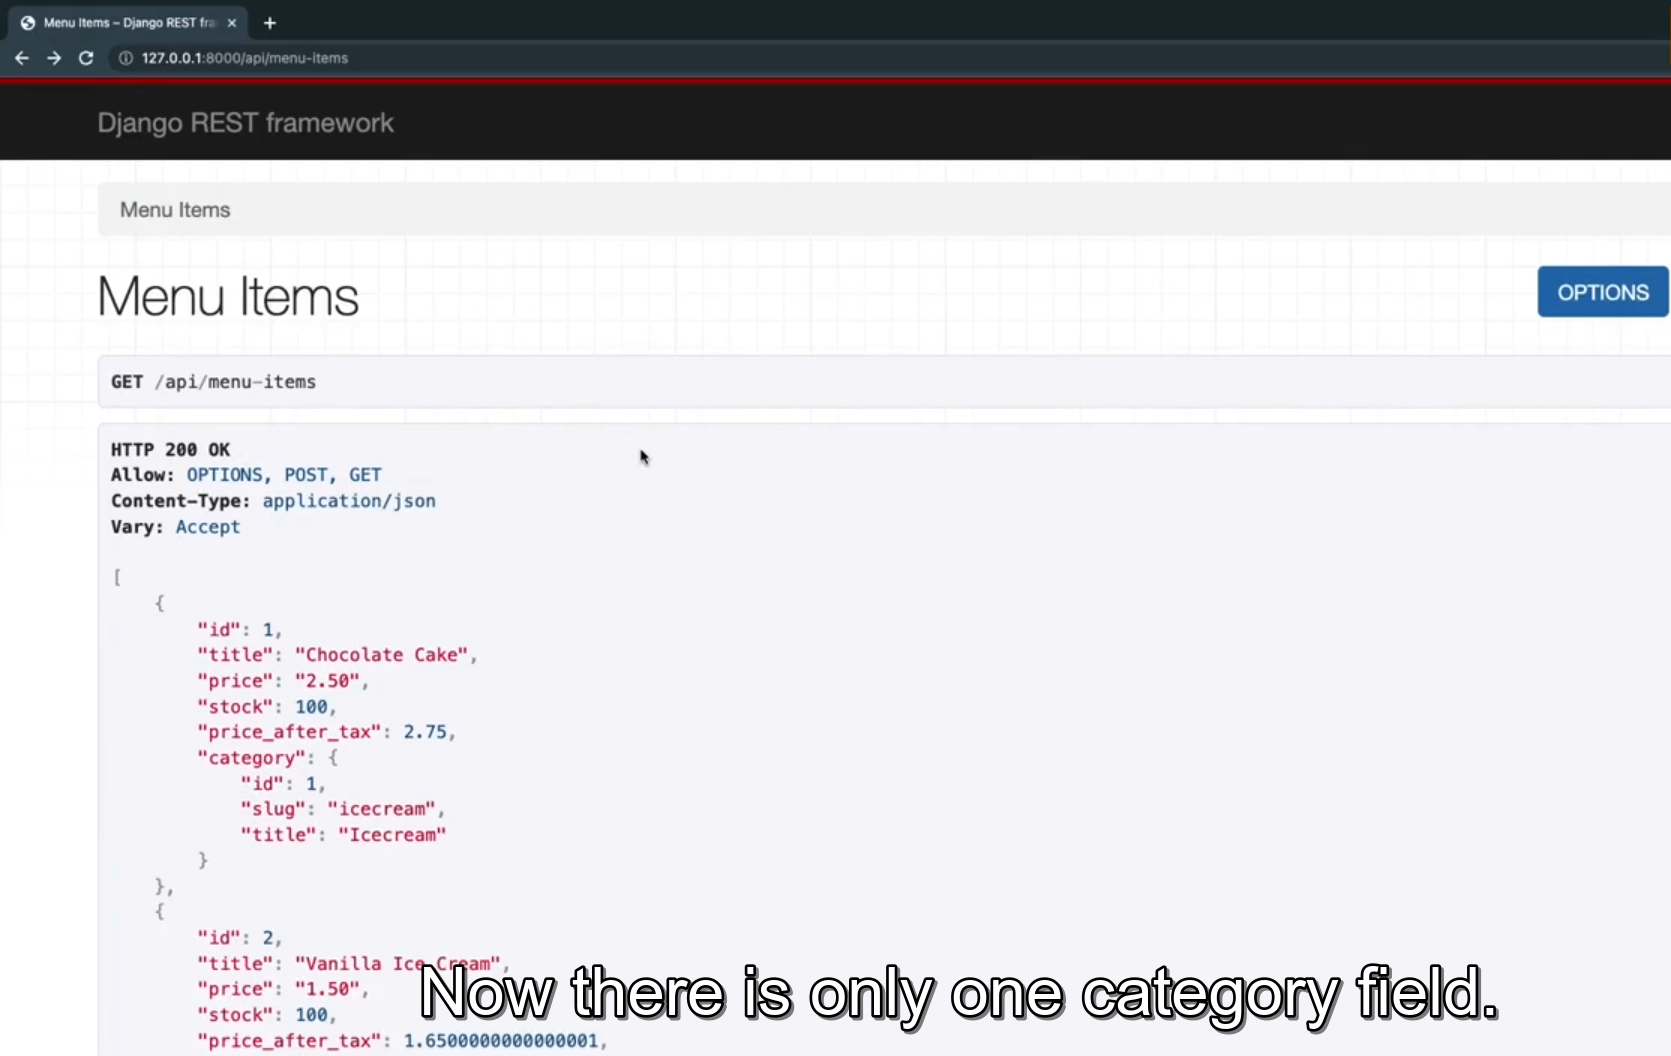 Menu Items – Django REST fra
127.0.0.1:8000/api/menu-items
Django REST framework
Menu Items
Menu Items
OPTIONS
GET /api/menu-items
HTTP 200 OK
Allow: OPTIONS, POST, GET
Content-Type: application/json
Vary: Accept
[
{
"id": 1,
"title": "Chocolate Cake",
"price": "2.50",
"stock": 100,
"price_after_tax": 2.75,
"category": {
"id": 1,
"slug": "icecream",
"title": "Icecream"
}
},
{
"id": 2,
"title": "Vanilla Ice Cream",
"price": "1.50",
"stock": 100,
"price_after_tax": 1.6500000000000001,
Now there is only one category field.